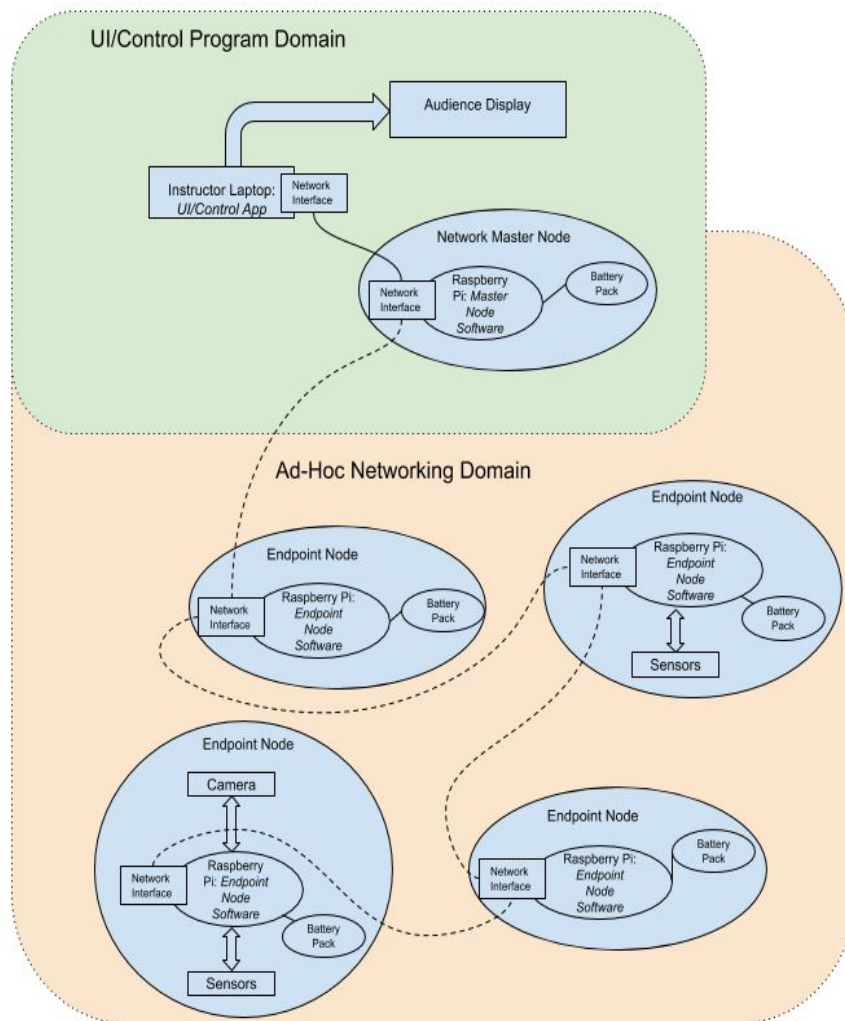 UI/Control Program Domain
Audience Display
Instructor Laptop:
UI/Control App
Network
Interface
Network Master Node
Network
Interface
Raspberry
Pi: Master
Node
Software
Battery
Pack
Ad-Hoc Networking Domain
Endpoint Node
Network
Interface
Raspberry Pi:
Endpoint
Node
Software
Battery
Pack
Endpoint Node
Network
Interface
Raspberry Pi:
Endpoint
Node
Software
Battery
Pack
Sensors
Endpoint Node
Camera
Network
Interface
Raspberry
Pi: Endpoint
Node
Software
Battery
Pack
Sensors
Endpoint Node
Network
Interface
Raspberry Pi:
Endpoint
Node
Software
Battery
Pack